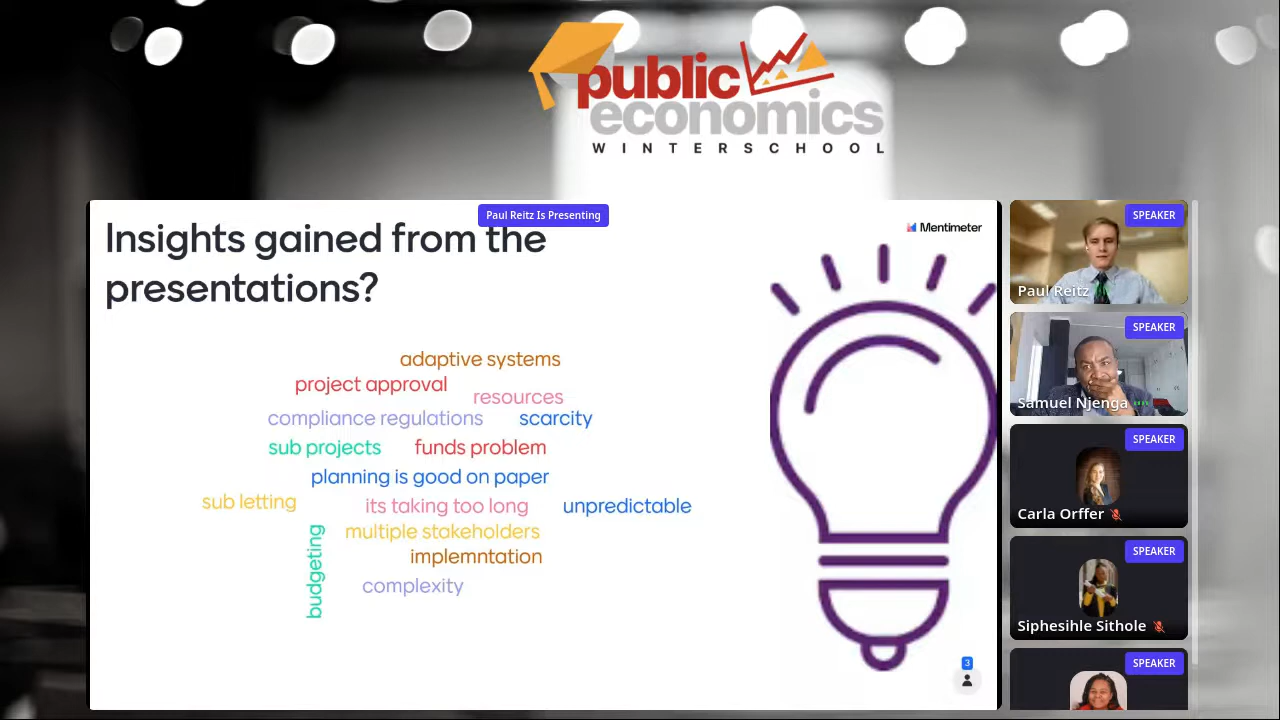 public
economics
WINTERSCHOOL
Paul Reitz Is Presenting
Insights gained from the
presentations?
Mentimeter
adaptive systems
project approval
resources
compliance regulations
scarcity
sub projects
funds problem
planning is good on paper
sub letting
its taking too long
unpredictable
multiple stakeholders
budgeting
implemntation
complexity
3
SPEAKER
Paul Reitz
SPEAKER
Samuel Njenga
SPEAKER
Carla Orffer
SPEAKER
Siphesihle Sithole
SPEAKER